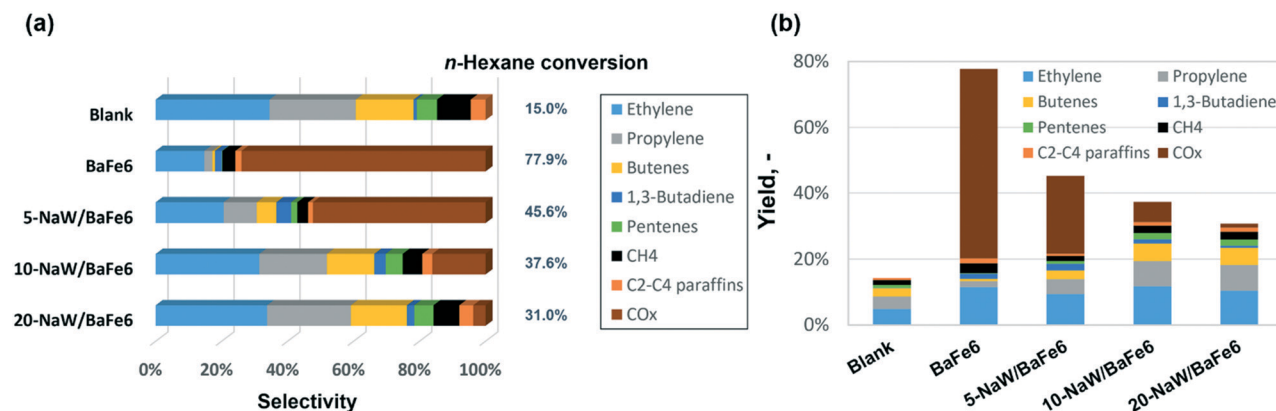 (a)
n-Hexane conversion
Blank
15.0%
BaFe6
77.9%
5-NaW/BaFe6
45.6%
10-NaW/BaFe6
37.6%
20-NaW/BaFe6
31.0%
Ethylene
Propylene
Butenes
1,3-Butadiene
Pentenes
CH4
C2-C4 paraffins
COx
0% 20% 40% 60% 80% 100%
Selectivity
(b)
Yield, -
80%
60%
40%
20%
0%
Ethylene Propylene
Butenes 1,3-Butadiene
Pentenes CH4
C2-C4 paraffins COx
Blank
BaFe6
5-NaW/BaFe6
10-NaW/BaFe6
20-NaW/BaFe6